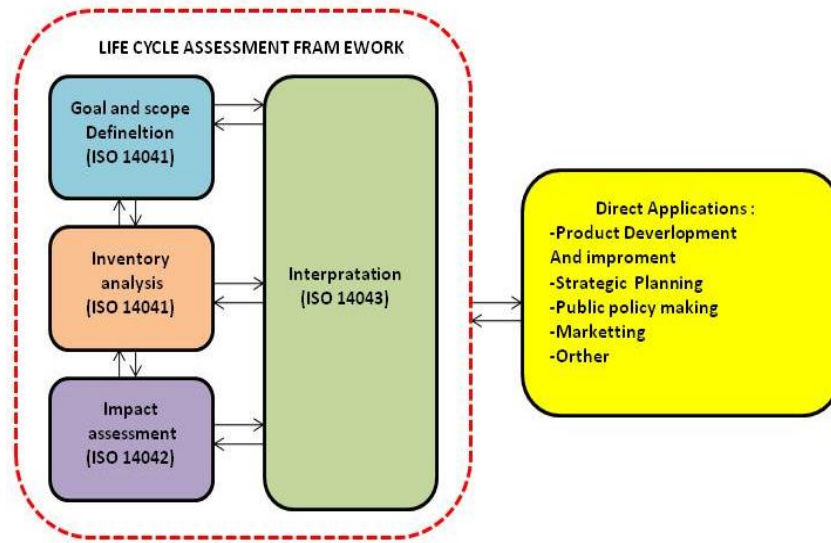 LIFE CYCLE ASSESSMENT FRAM EWORK
Goal and scope
Defineltion
(ISO 14041)
Inventory
analysis
(ISO 14041)
Impact
assessment
(ISO 14042)
Interpratation
(ISO 14043)
Direct Applications :
-Product Deverlopment
And improment
-Strategic Planning
-Public policy making
-Marketting
-Orther